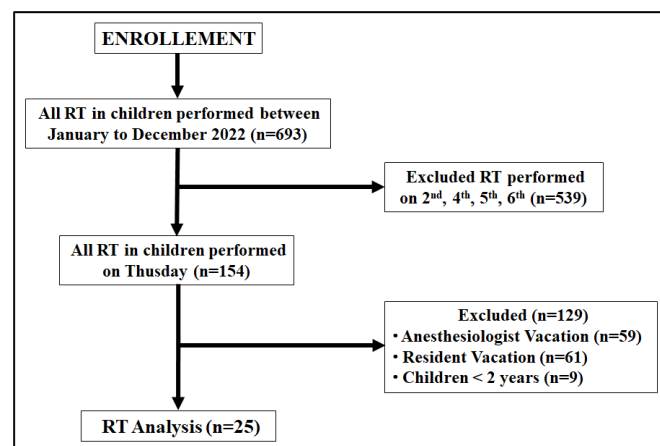 ENROLLEMENT
All RT in children performed between
January to December 2022 (n=693)
Excluded RT performed
on 2nd, 4th, 5th, 6th (n=539)
All RT in children performed
on Thusday (n=154)
Excluded (n=129)
• Anesthesiologist Vacation (n=59)
• Resident Vacation (n=61)
• Children < 2 years (n=9)
RT Analysis (n=25)